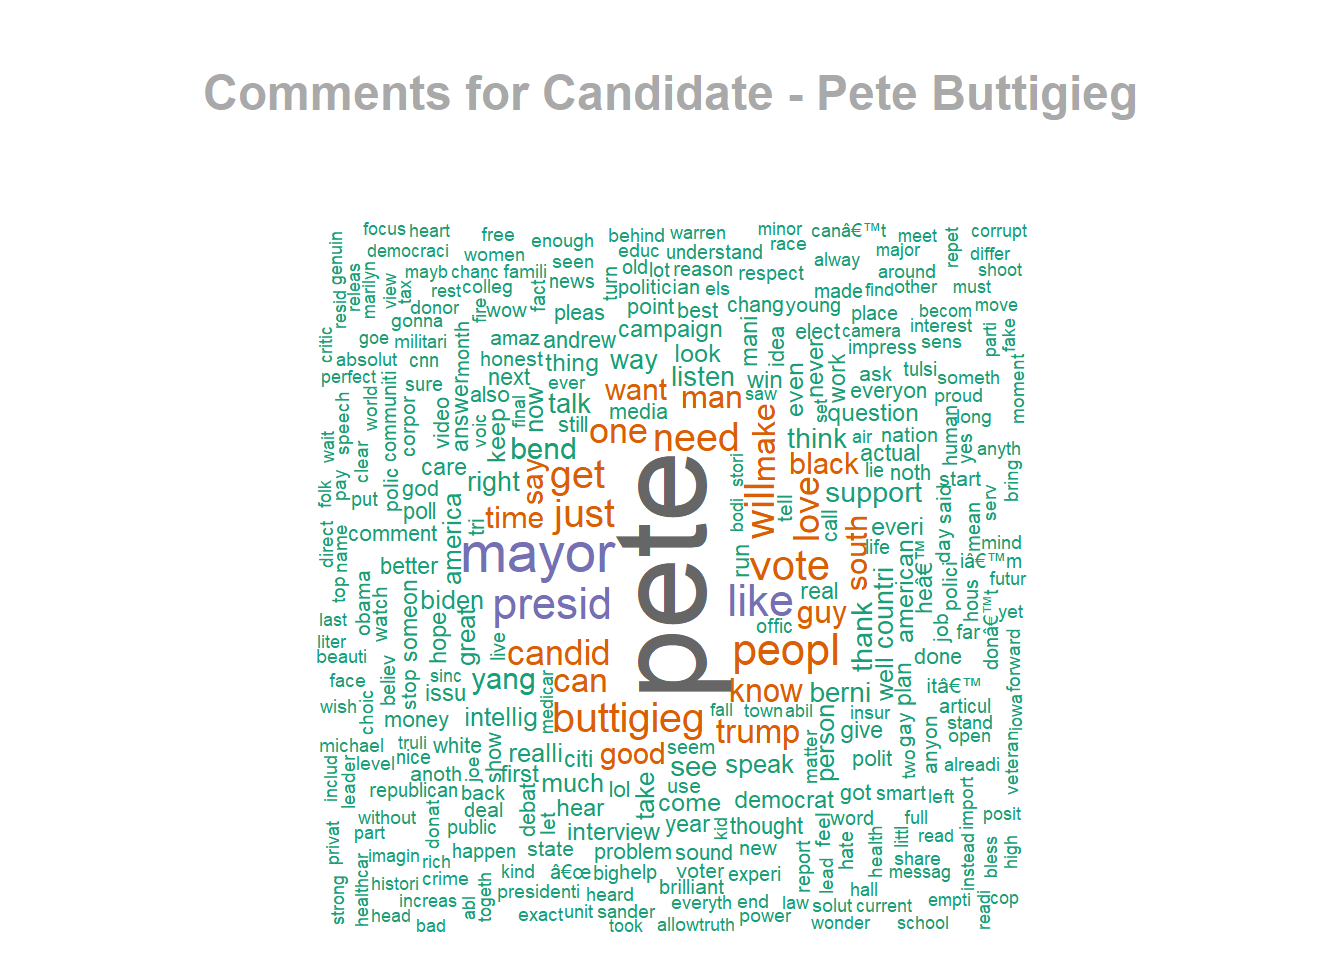 Comments for Candidate - Pete Buttigieg
focus heart free enough behind warren minor canâ€™t meet repet corrupt
genuin democraci women seen educ understand race alway major differ
resid releas marilyn view mayb chanc famili old lot reason respect around shoot
tax rest colleg fact news turn politician els made find other must
donor fire wow pleas point best chang young place becom move
critic gonna amaz andrew campaign mani idea elect camera interest parti fake
goe militari month honest thing way look never work impress sens
absolut cnn next ever want listen win even ask tulsi someth moment
perfect sure also now talk media man saw set everyon proud
wait speech world communiti corpor video answer voic keep final still one need make think question long
clear bend air nation human yes anyth
folk pay polic care right say get stori black lie actual noth start bring
put god time just pete will tell love support said mean serv
poll tri bodi call south everi day
direct name comment america mayor run vote life mind
top better presid like real american heâ€™ polici iâ€™m futur
obama watch biden guy countri hous donâ€™t yet
last someon hope great live candid offic peopl thank well job far
liter beauti believ stop sinc can know berni done forward
face issu yang medicar plan itâ€™
wish choic money intellig buttigieg fall town abil insur gay articul iowa
trump person give stand open
michael truli white show realli citi good seem matter polit two anyon alreadi veteran
includ leader level nice anoth joe first see speak
republican back much lol use take democrat got smart left import posit
without donat deal debat let hear come year kid thought word full
privat part public interview feel littl read high
imagin rich happen state problem sound new report lead hate health share instead bless
strong healthcar histori crime kind â€œ big help voter experi messag
increas abl togeth presidenti heard brilliant hall empti readi cop
head bad exact unit sander everyth end law solut current
took allow truth power wonder school